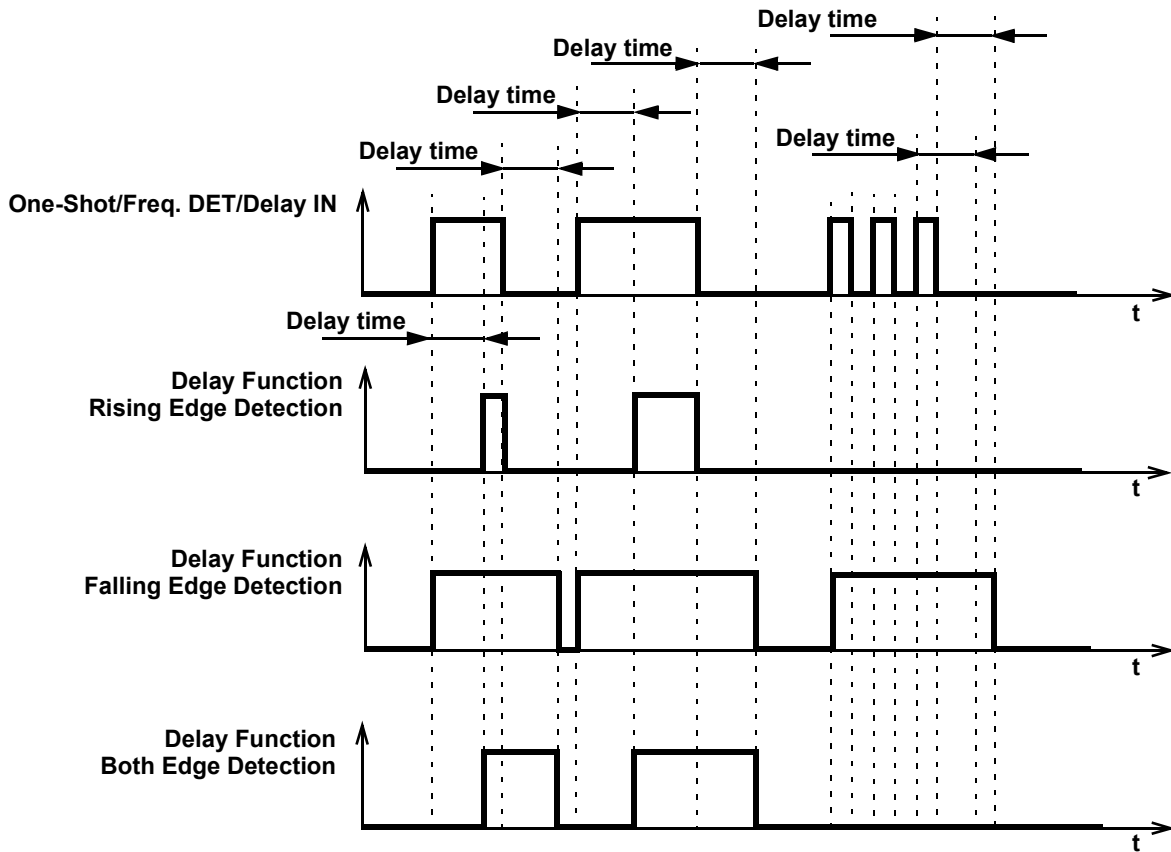 Delay time
Delay time
Delay time
Delay time
Delay time
One-Shot/Freq. DET/Delay IN
t
Delay time
Delay Function
Rising Edge Detection
t
Delay Function
Falling Edge Detection
t
Delay Function
Both Edge Detection
t